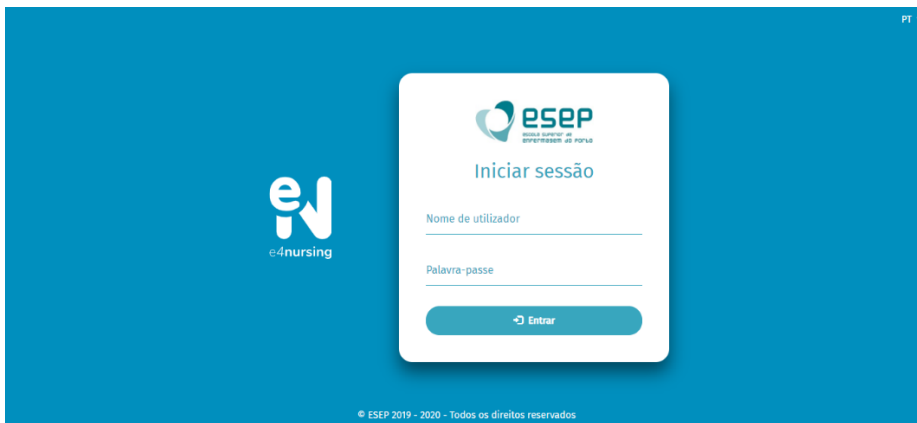 PT
esep
escola superior de
enfermagem do porto
Iniciar sessão
Nome de utilizador
eN
e4nursing
Palavra-passe
Entrar
© ESEP 2019 - 2020 - Todos os direitos reservados